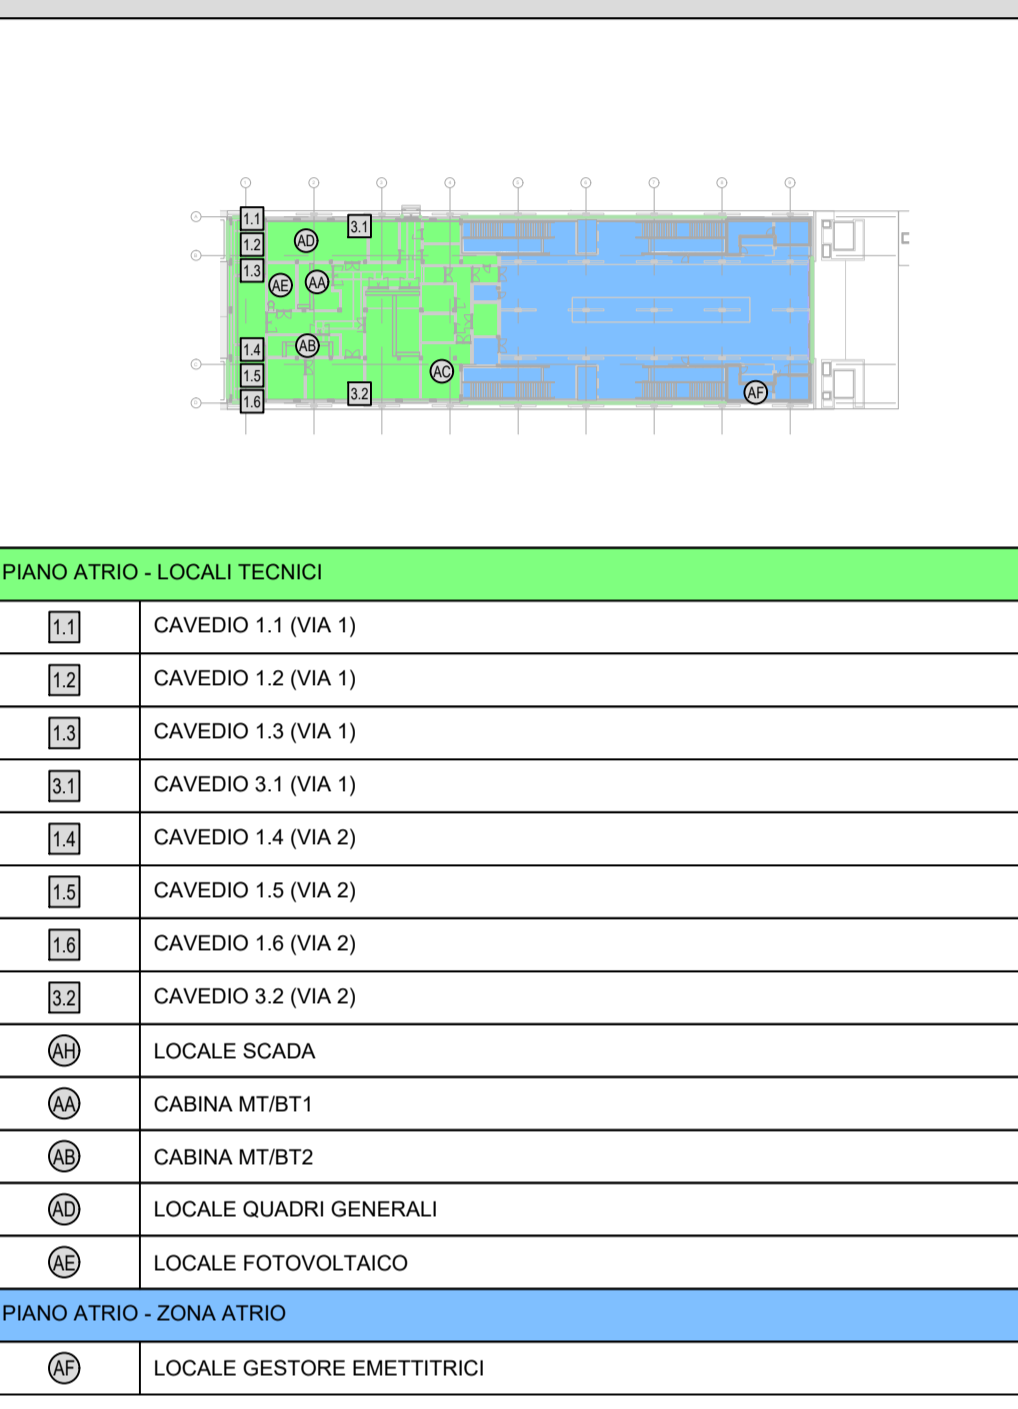 1.1
1.2
1.3
1.4
1.5
1.6
3.1
3.2
AD
AE
AA
AB
AC
AF
PIANO ATRIO - LOCALI TECNICI
1.1 CAVEDIO 1.1 (VIA 1)
1.2 CAVEDIO 1.2 (VIA 1)
1.3 CAVEDIO 1.3 (VIA 1)
3.1 CAVEDIO 3.1 (VIA 1)
1.4 CAVEDIO 1.4 (VIA 2)
1.5 CAVEDIO 1.5 (VIA 2)
1.6 CAVEDIO 1.6 (VIA 2)
3.2 CAVEDIO 3.2 (VIA 2)
AH LOCALE SCADA
AA CABINA MT/BT1
AB CABINA MT/BT2
AD LOCALE QUADRI GENERALI
AE LOCALE FOTOVOLTAICO
PIANO ATRIO - ZONA ATRIO
AF LOCALE GESTORE EMETTITRICI